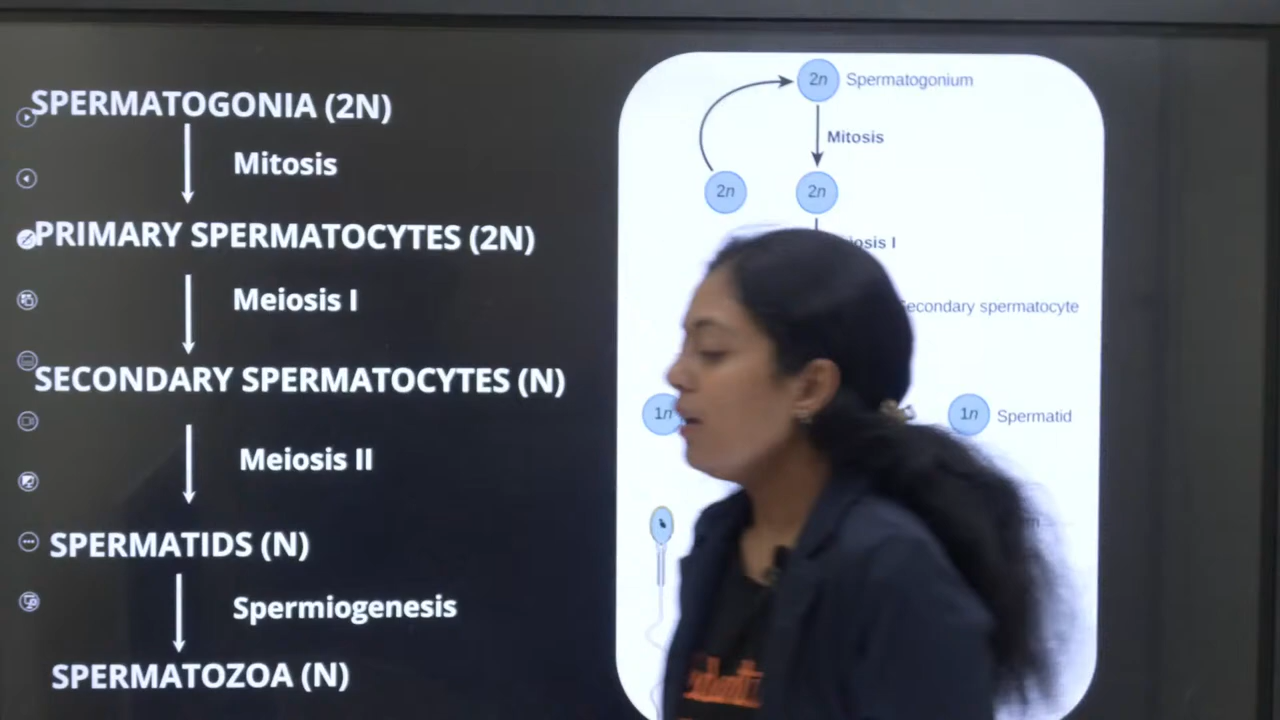 SPERMATOGONIA (2N)
Mitosis
PRIMARY SPERMATOCYTES (2N)
Meiosis I
SECONDARY SPERMATOCYTES (N)
Meiosis II
SPERMATIDS (N)
Spermiogenesis
SPERMATOZOA (N)
2n Spermatogonium
Mitosis
2n 2n
I
spermatocyte
1n 1n Spermatid